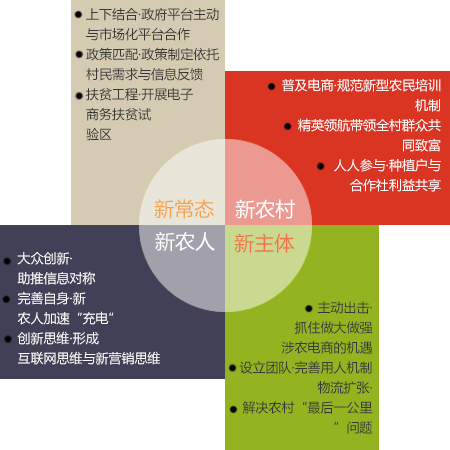 上下结合·政府平台主动
与市场化平台合作
政策匹配·政策制定依托
村民需求与信息反馈
扶贫工程·开展电子
商务扶贫试
验区
普及电商·规范新型农民培训
机制
精英领航带领全村群众共
同致富
人人参与·种植户与
合作社利益共享
新常态
新农村
新农人
新主体
大众创新·
助推信息对称
完善自身·新
农人加速“充电”
创新思维·形成
互联网思维与新营销思维
主动出击·
抓住做大做强
涉农电商的机遇
设立团队·完善用人机制
物流扩张·
解决农村“最后一公里
”问题